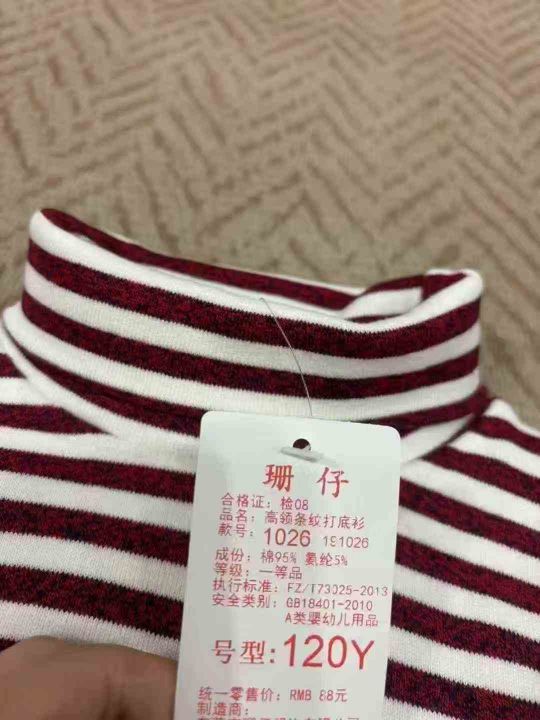 珊仔
合格证：检08
品名：高领条纹打底衫
款号：1026 191026
成份：棉95% 氨纶5%
等级：一等品
执行标准：FZ/T73025-2013
安全类别：GB18401-2010
A类婴幼儿用品
号型：120Y
统一零售价：RMB 88元
制造商：